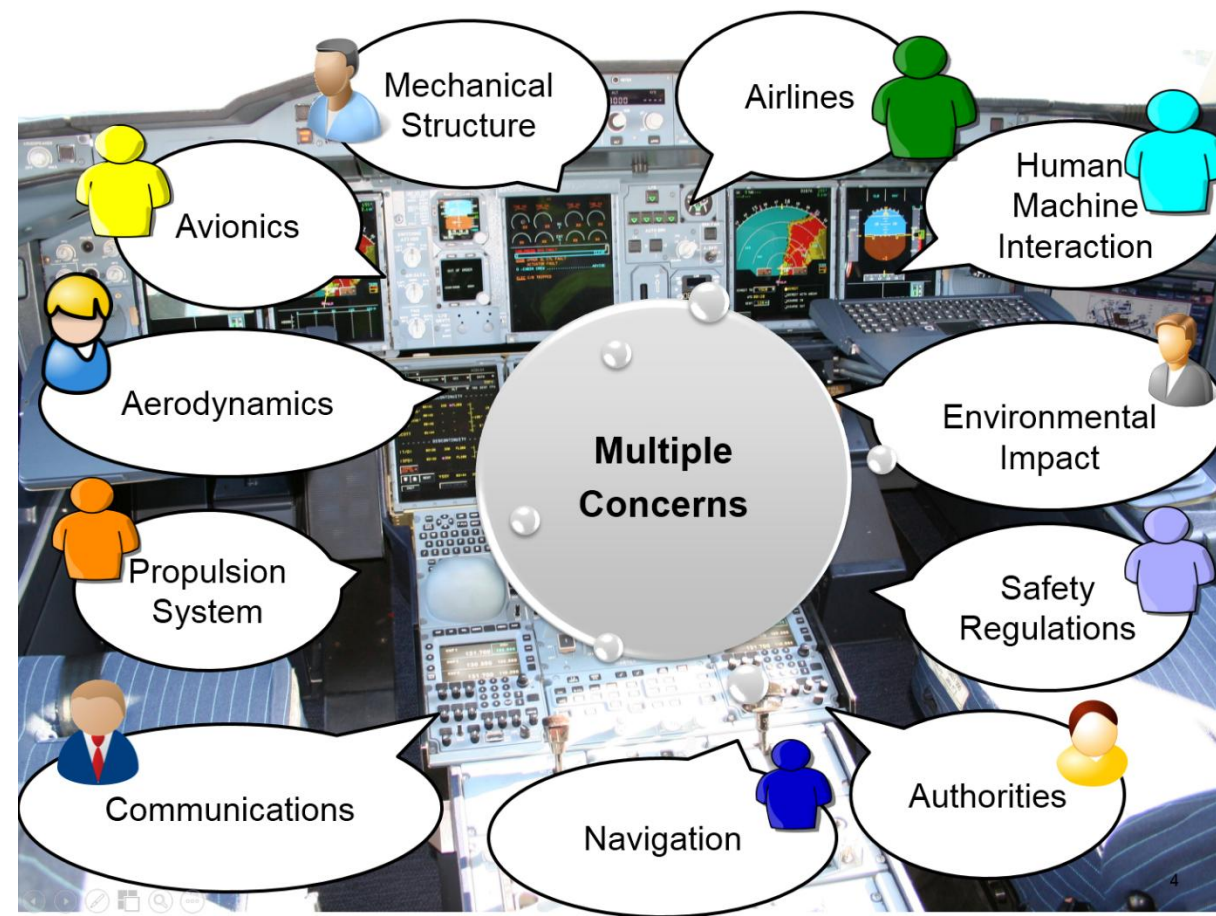 Mechanical
Structure
Airlines
Human
Machine
Interaction
Avionics
Aerodynamics
Multiple
Concerns
Environmental
Impact
Propulsion
System
Safety
Regulations
Communications
Navigation
Authorities
4